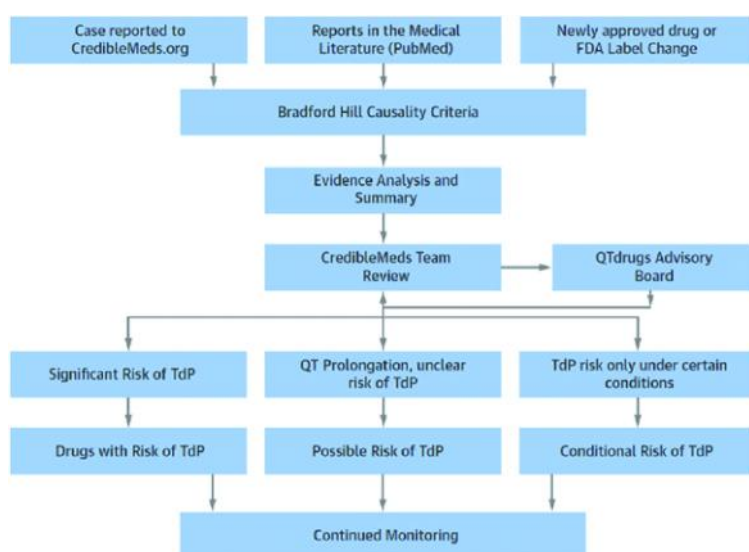 Case reported to
CredibleMeds.org
Reports in the Medical
Literature (PubMed)
Newly approved drug or
FDA Label Change
Bradford Hill Causality Criteria
Evidence Analysis and
Summary
CredibleMeds Team
Review
QTdrugs Advisory
Board
Significant Risk of TdP
QT Prolongation, unclear
risk of TdP
TdP risk only under certain
conditions
Drugs with Risk of TdP
Possible Risk of TdP
Conditional Risk of TdP
Continued Monitoring